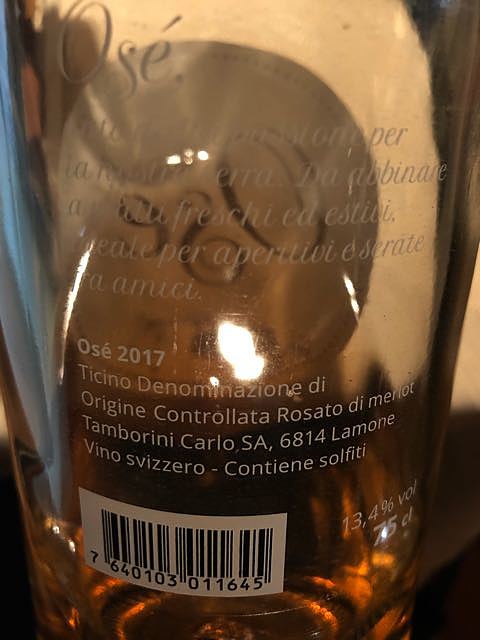 Osé.
per
Da abbinare
freschi ed estivi.
per aperitivi e serate
amici.
Osé 2017
Ticino Denominazione di
Origine Controllata Rosato di merlot
Tamborini Carlo SA, 6814 Lamone
Vino svizzero - Contiene solfiti
13,4% vol
75 cl
7 640103 011645